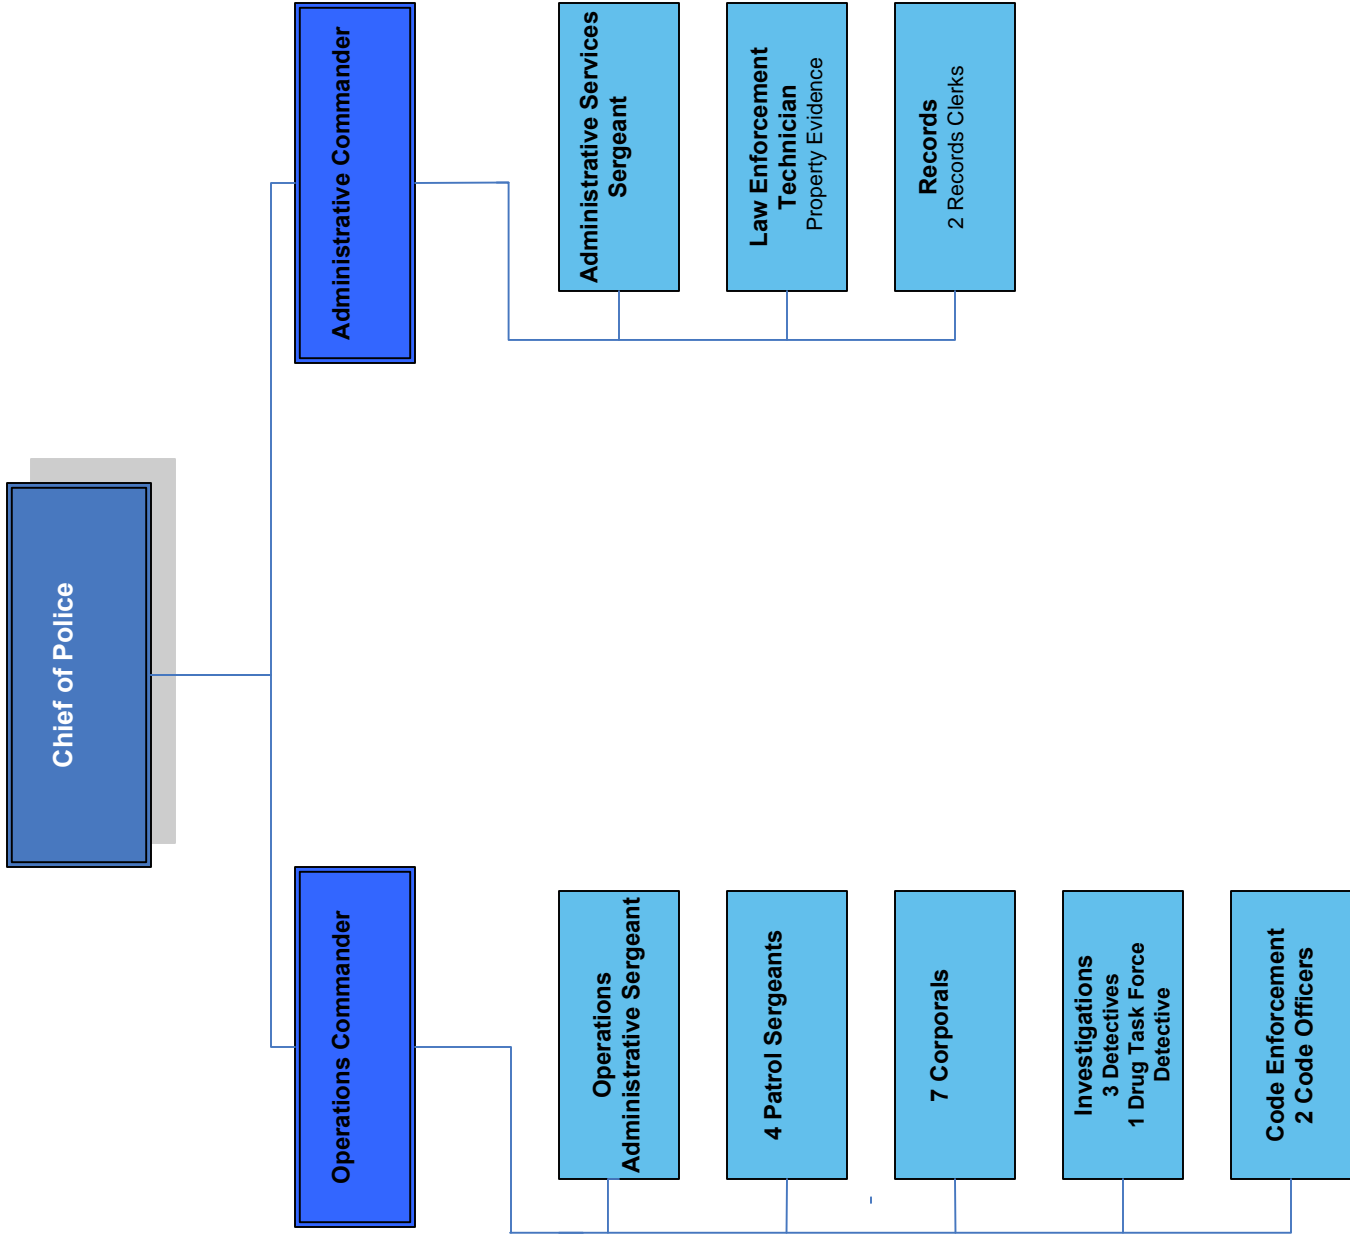 Chief of Police
Operations Commander
Administrative Commander
Operations
Administrative Sergeant
4 Patrol Sergeants
7 Corporals
Investigations
3 Detectives
1 Drug Task Force
Detective
Code Enforcement
2 Code Officers
Administrative Services
Sergeant
Law Enforcement
Technician
Property Evidence
Records
2 Records Clerks